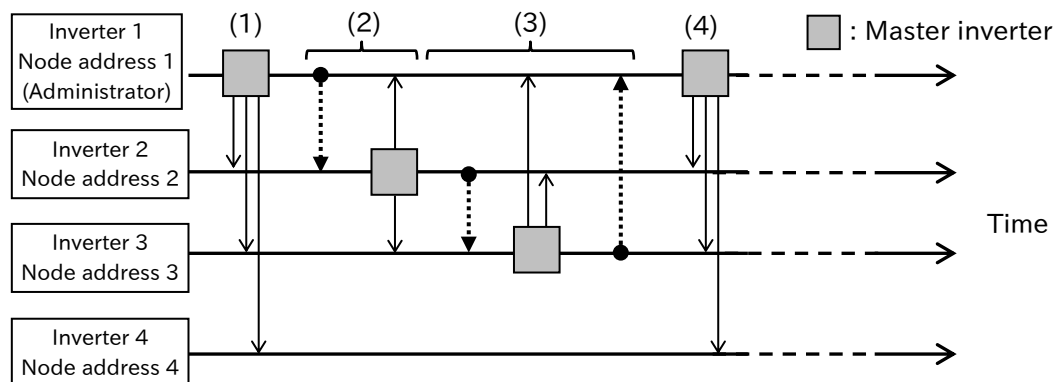 Inverter 1
Node address 1
(Administrator)
(1)
(2)
(3)
(4)
: Master inverter
Inverter 2
Node address 2
Inverter 3
Node address 3
Time
Inverter 4
Node address 4